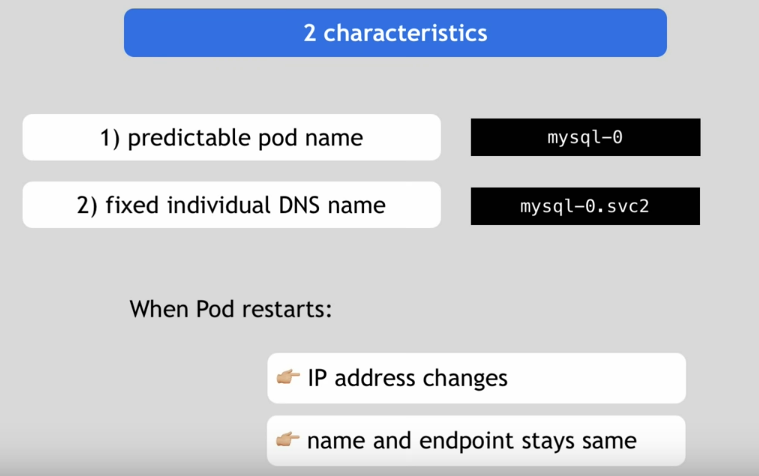 2 characteristics
1) predictable pod name
mysql-0
2) fixed individual DNS name
mysql-0.svc2
When Pod restarts:
👉🏼 IP address changes
👉🏼 name and endpoint stays same